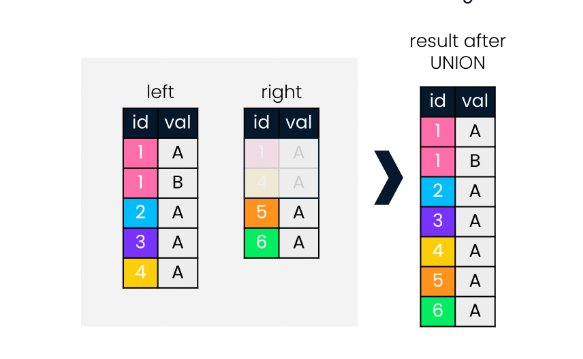 result after
UNION
left
right
id val
1 A
1 B
2 A
3 A
4 A
id val
1 A
4 A
5 A
6 A
id val
1 A
1 B
2 A
3 A
4 A
5 A
6 A